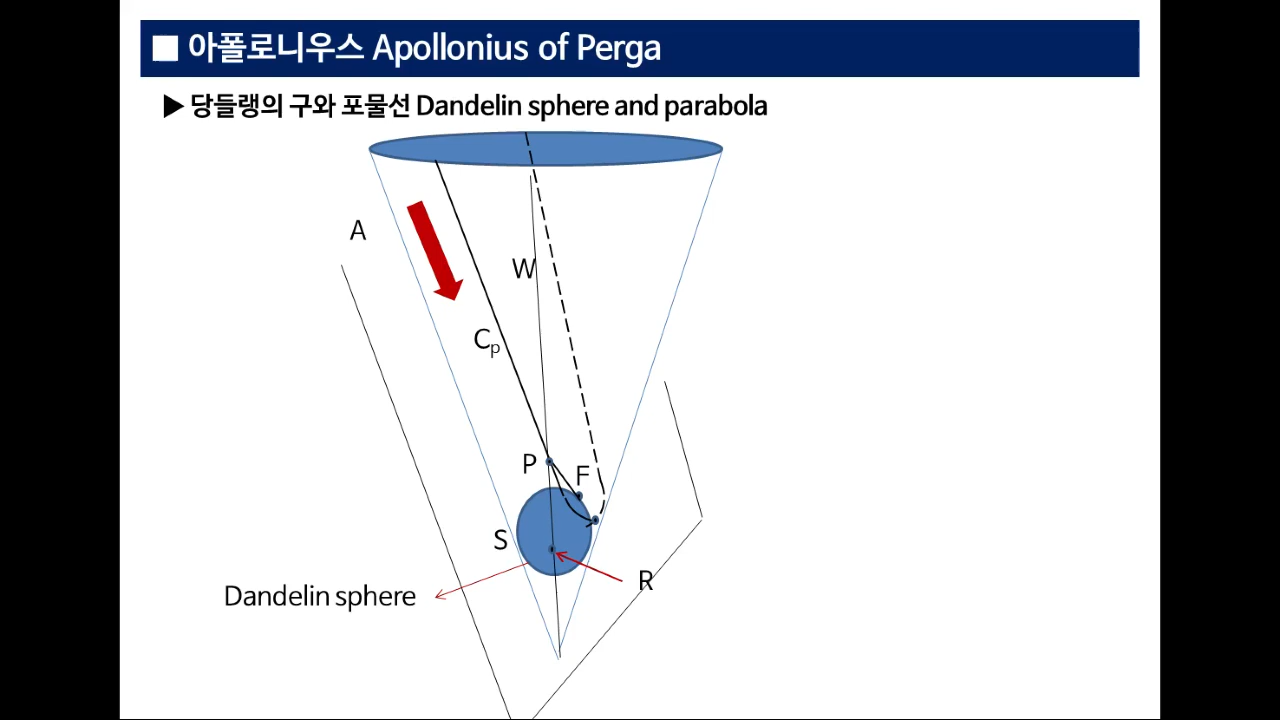 ■ 아폴로니우스 Apollonius of Perga
▶ 당들랭의 구와 포물선 Dandelin sphere and parabola
A
W
Cp
P
F
S
R
Dandelin sphere